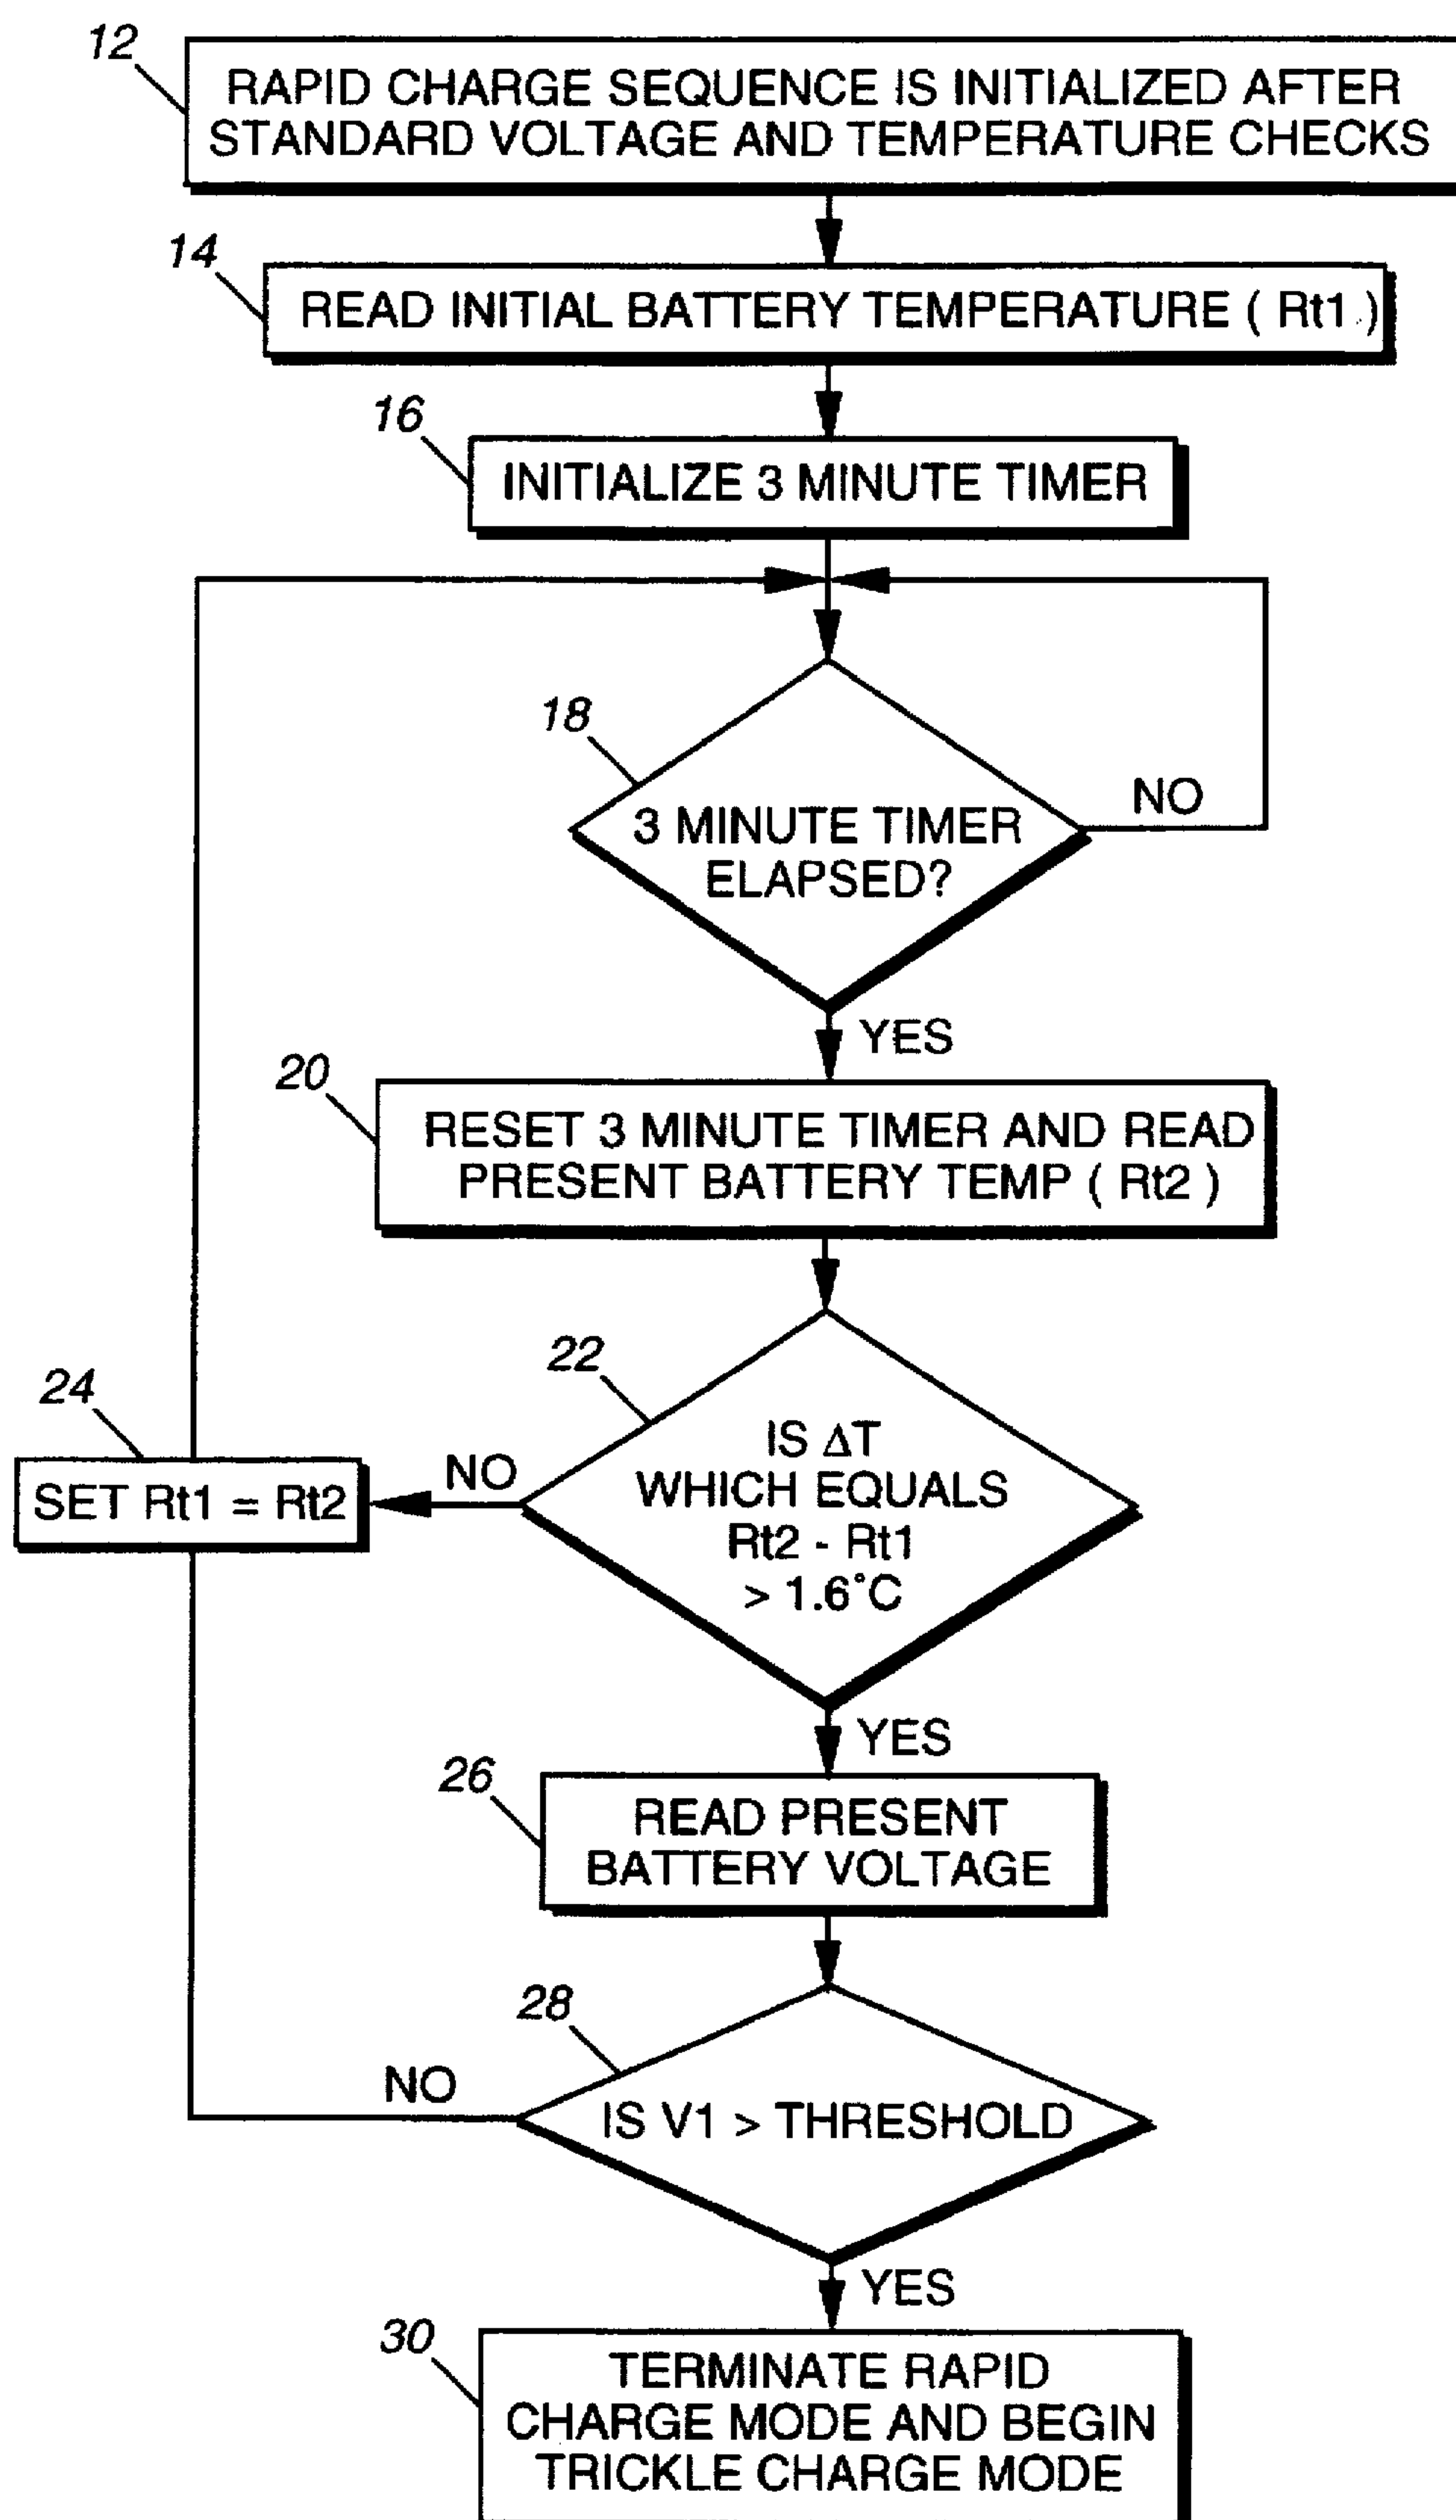 12
RAPID CHARGE SEQUENCE IS INITIALIZED AFTER
STANDARD VOLTAGE AND TEMPERATURE CHECKS
14
READ INITIAL BATTERY TEMPERATURE ( Rt1 )
16
INITIALIZE 3 MINUTE TIMER
18
3 MINUTE TIMER
ELAPSED?
NO
YES
20
RESET 3 MINUTE TIMER AND READ
PRESENT BATTERY TEMP ( Rt2 )
22
IS ΔT
WHICH EQUALS
Rt2 - Rt1
> 1.6°C
NO
24
SET Rt1 = Rt2
YES
26
READ PRESENT
BATTERY VOLTAGE
28
IS V1 > THRESHOLD
NO
YES
30
TERMINATE RAPID
CHARGE MODE AND BEGIN
TRICKLE CHARGE MODE